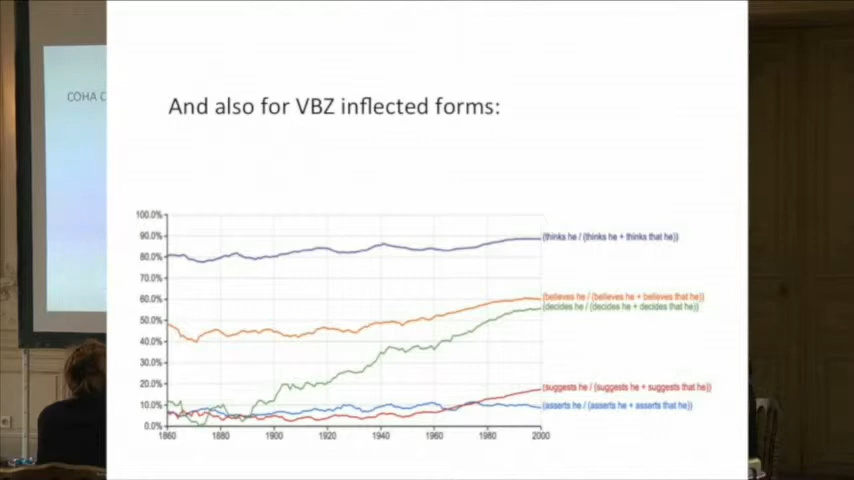 COHA C
And also for VBZ inflected forms:
100.0%
90.0%
80.0%
70.0%
60.0%
50.0%
40.0%
30.0%
20.0%
10.0%
0.0%
(thinks he / (thinks he + thinks that he))
(believes he / (believes he + believes that he))
(decides he / (decides he + decides that he))
(suggests he / (suggests he + suggests that he))
(asserts he / (asserts he + asserts that he))
1860 1880 1900 1920 1940 1960 1980 2000